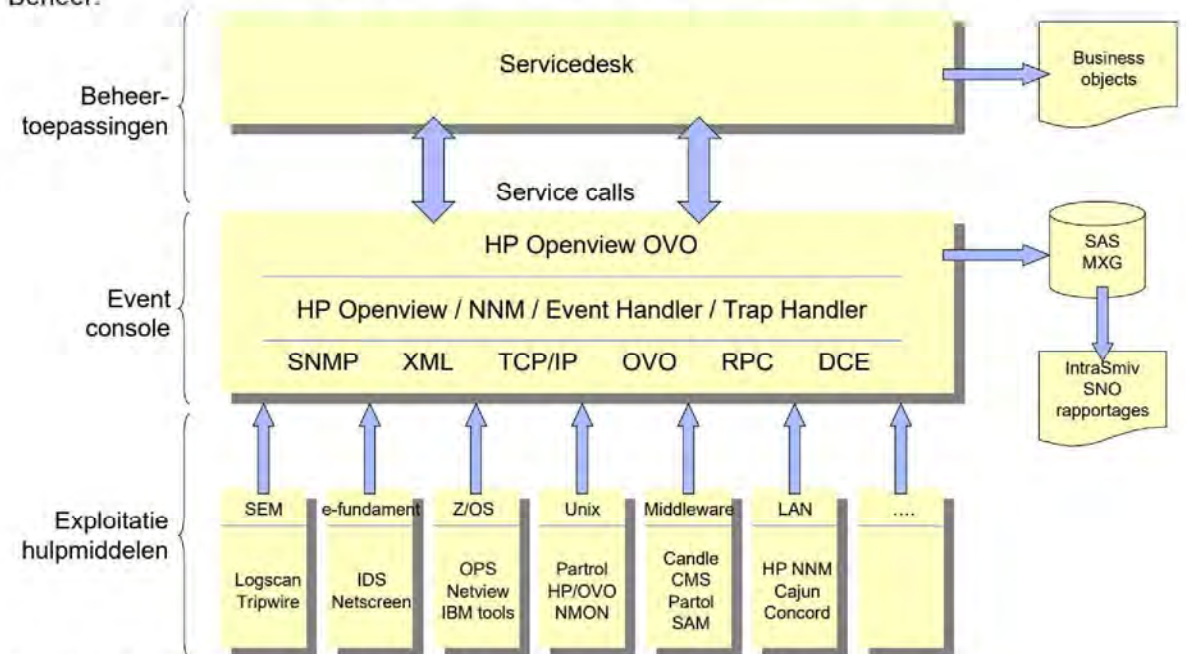 Beheer.
Servicedesk
Business
objects
Beheer-
toepassingen
Service calls
HP Openview OVO
SAS
MXG
Event
console
HP Openview / NNM / Event Handler / Trap Handler
SNMP XML TCP/IP OVO RPC DCE
IntraSmiv
SNO
rapportages
Exploitatie
hulpmiddelen
SEM
Logscan
Tripwire
e-fundament
IDS
Netscreen
Z/OS
OPS
Netview
IBM tools
Unix
Partrol
HP/OVO
NMON
Middleware
Candle
CMS
Partol
SAM
LAN
HP NNM
Cajun
Concord
....